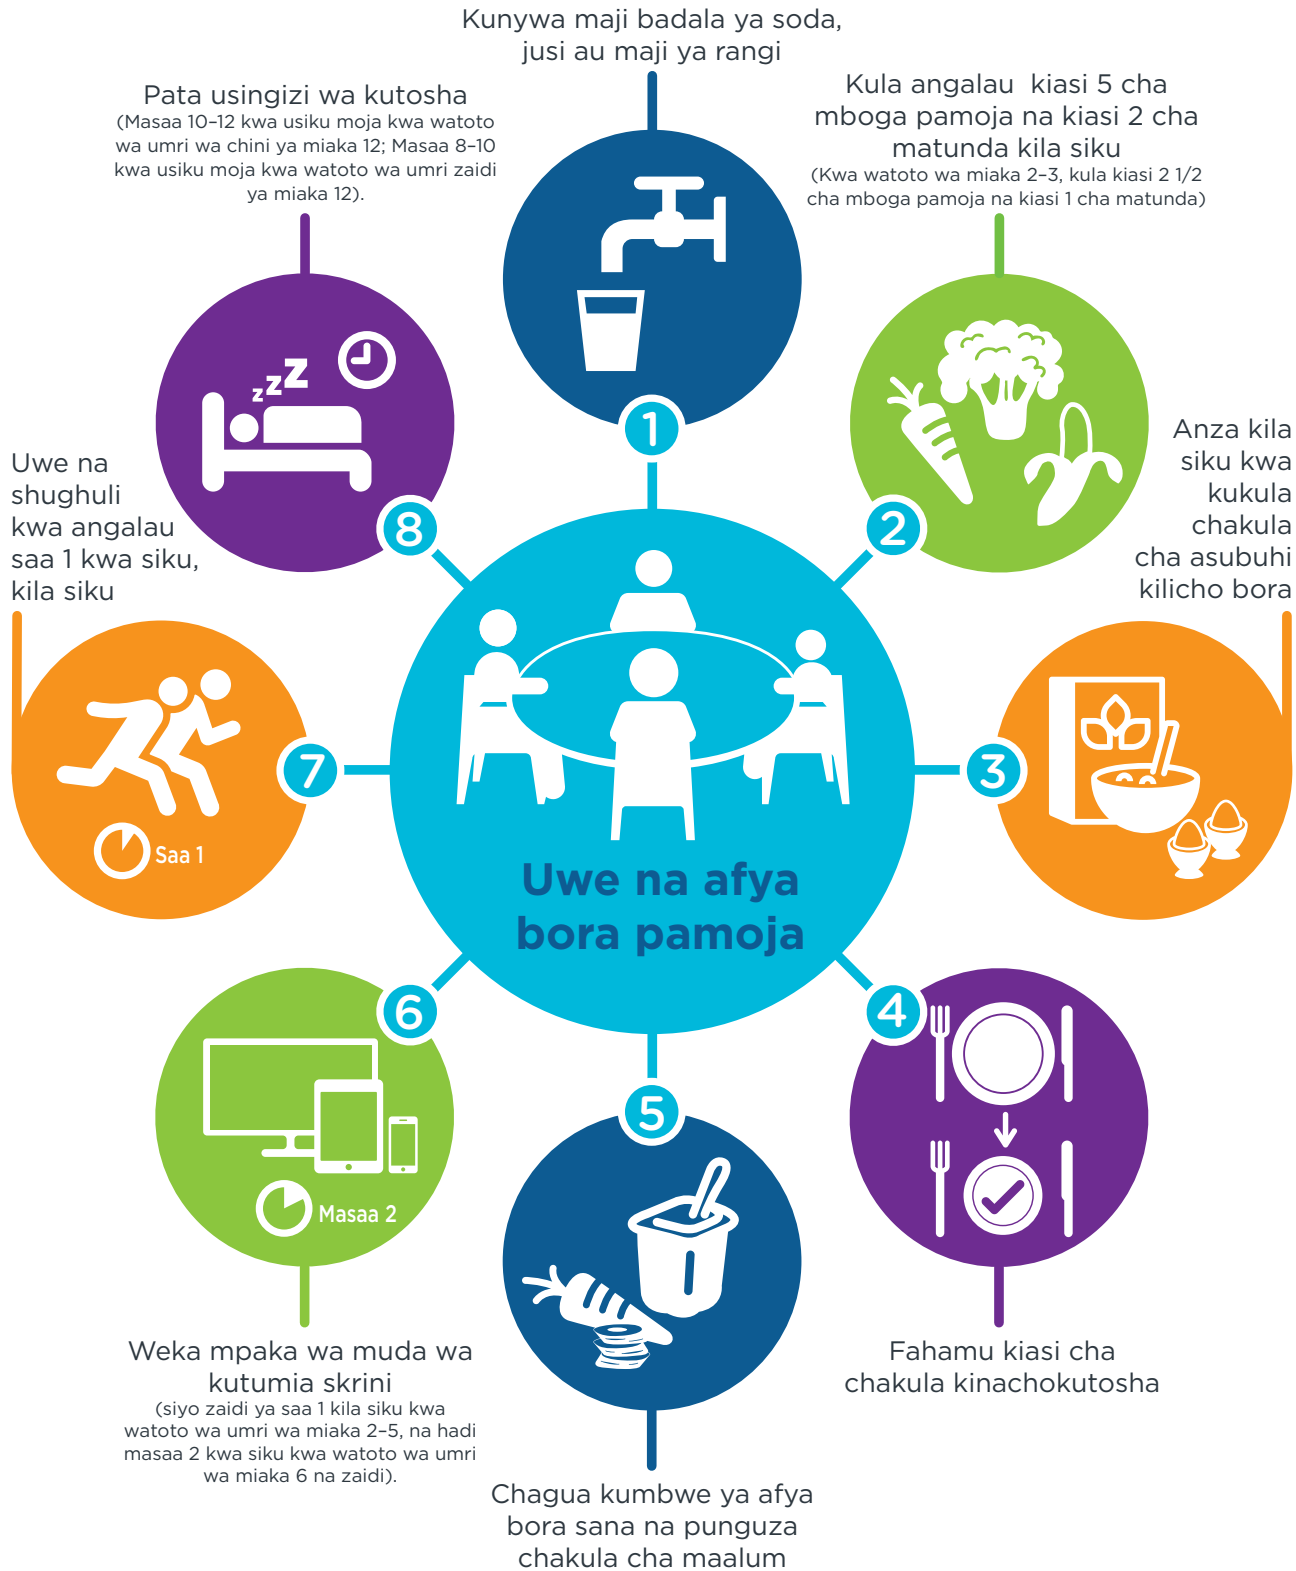 Kunywa maji badala ya soda,
jusi au maji ya rangi
1
Kula angalau kiasi 5 cha
mboga pamoja na kiasi 2 cha
matunda kila siku
(Kwa watoto wa miaka 2–3, kula kiasi 2 1/2
cha mboga pamoja na kiasi 1 cha matunda)
2
Anza kila
siku kwa
kukula
chakula
cha asubuhi
kilicho bora
3
4
Fahamu kiasi cha
chakula kinachokutosha
5
Chagua kumbwe ya afya
bora sana na punguza
chakula cha maalum
6
Masaa 2
Weka mpaka wa muda wa
kutumia skrini
(siyo zaidi ya saa 1 kila siku kwa
watoto wa umri wa miaka 2–5, na hadi
masaa 2 kwa siku kwa watoto wa umri
wa miaka 6 na zaidi).
Uwe na
shughuli
kwa angalau
saa 1 kwa siku,
kila siku
7
Saa 1
Pata usingizi wa kutosha
(Masaa 10–12 kwa usiku moja kwa watoto
wa umri wa chini ya miaka 12; Masaa 8–10
kwa usiku moja kwa watoto wa umri zaidi
ya miaka 12).
zzZ
8
Uwe na afya
bora pamoja